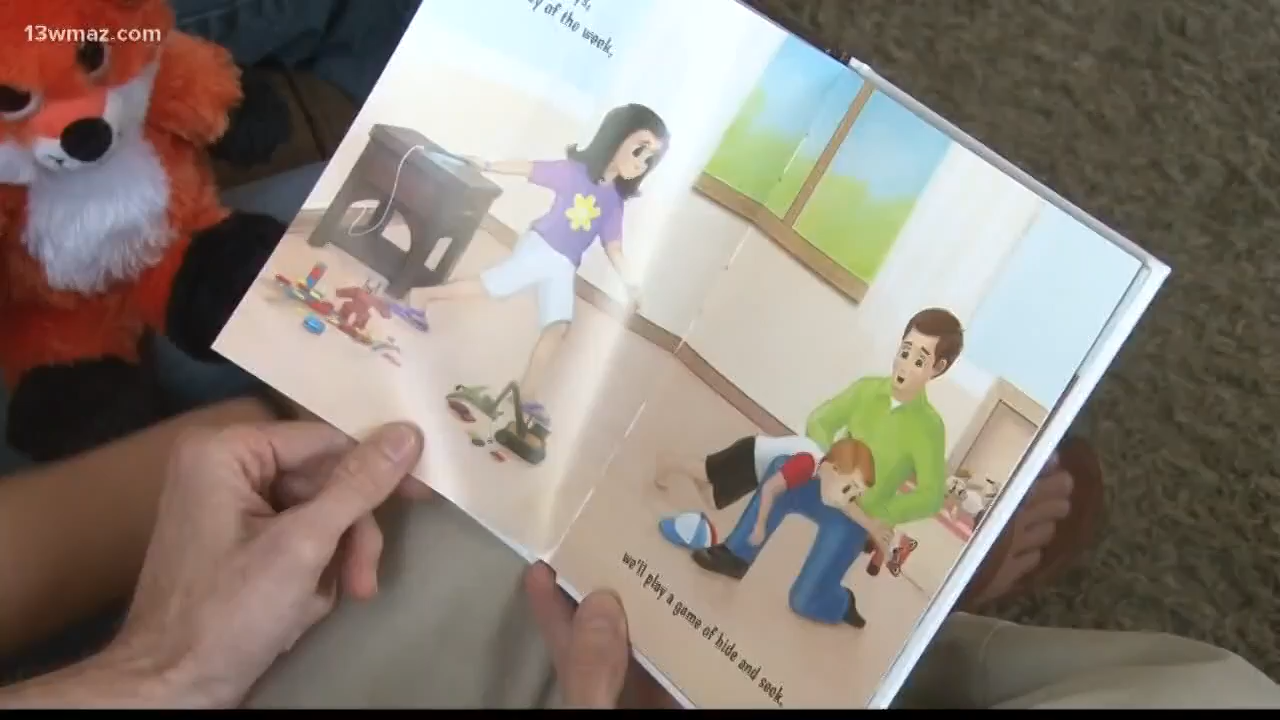 13wmaz.com
of the week,
we'll play a game of hide and seek.